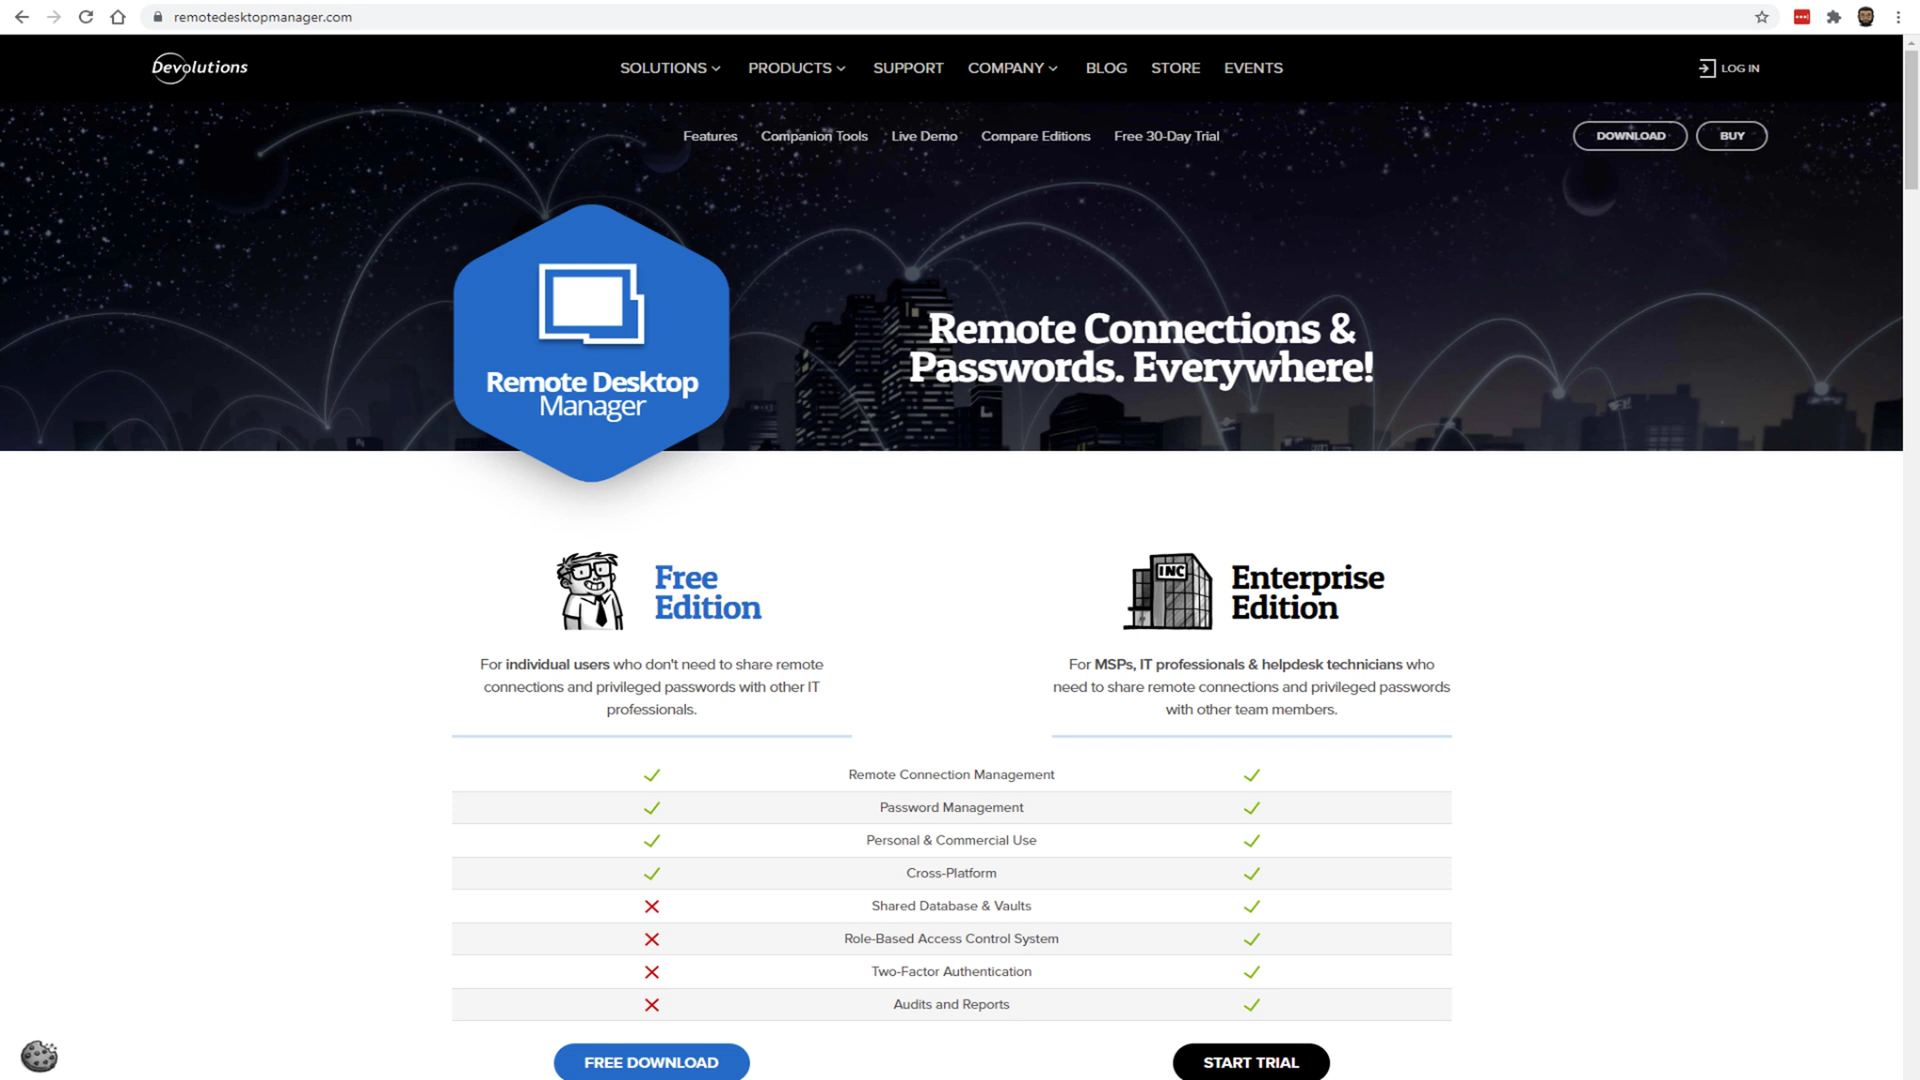 remotedesktopmanager.com
Devolutions
SOLUTIONS
PRODUCTS
SUPPORT
COMPANY
BLOG
STORE
EVENTS
LOG IN
Features
Companion Tools
Live Demo
Compare Editions
Free 30-Day Trial
DOWNLOAD
BUY
Remote Desktop
Manager
Remote Connections &
Passwords. Everywhere!
Free
Edition
For individual users who don't need to share remote
connections and privileged passwords with other IT
professionals.
INC
Enterprise
Edition
For MSPs, IT professionals & helpdesk technicians who
need to share remote connections and privileged passwords
with other team members.
Remote Connection Management
Password Management
Personal & Commercial Use
Cross-Platform
Shared Database & Vaults
Role-Based Access Control System
Two-Factor Authentication
Audits and Reports
FREE DOWNLOAD
START TRIAL